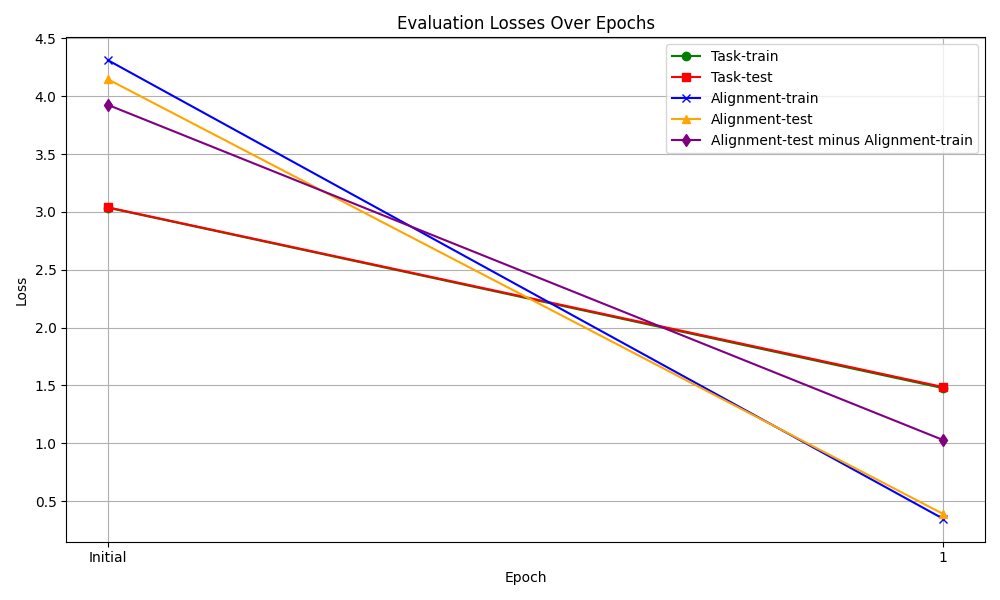 Evaluation Losses Over Epochs
Task-train
Task-test
Alignment-train
Alignment-test
Alignment-test minus Alignment-train
4.5
4.0
3.5
3.0
2.5
2.0
1.5
1.0
0.5
Loss
Initial
1
Epoch